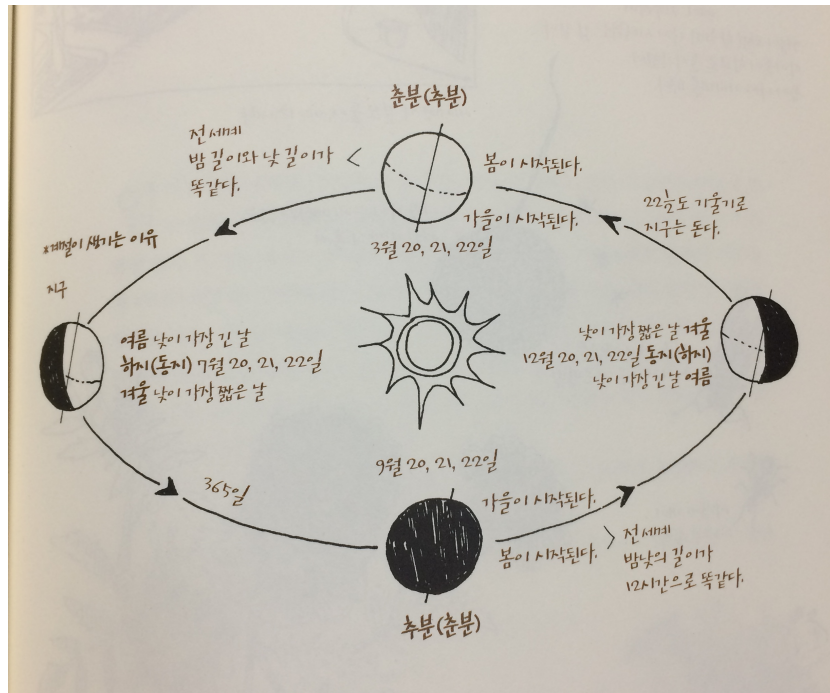 춘분(추분)
전세계
밤 길이와 낮 길이가
똑같다.
봄이 시작된다.
가을이 시작된다.
3월 20, 21, 22일
22½도 기울기로
지구는 돈다.
*계절이 생기는 이유
지구
여름 낮이 가장 긴 날
하지(동지) 7월 20, 21, 22일
겨울 낮이 가장 짧은 날
낮이 가장 짧은 날 겨울
12월 20, 21, 22일 동지(하지)
낮이 가장 긴 날 여름
365일
9월 20, 21, 22일
가을이 시작된다.
봄이 시작된다.
전세계
밤낮의 길이가
12시간으로 똑같다.
추분(춘분)